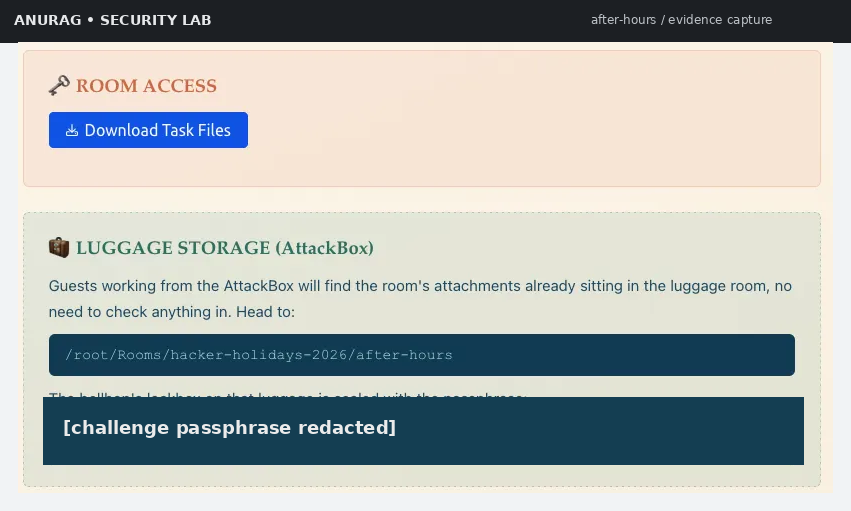 ANURAG • SECURITY LAB
after-hours / evidence capture
ROOM ACCESS
Download Task Files
LUGGAGE STORAGE (AttackBox)
Guests working from the AttackBox will find the room's attachments already sitting in the luggage room, no
need to check anything in. Head to:
/root/Rooms/hacker-holidays-2026/after-hours
The bellhop's lockbox on that luggage is sealed with the passphrase:
[challenge passphrase redacted]